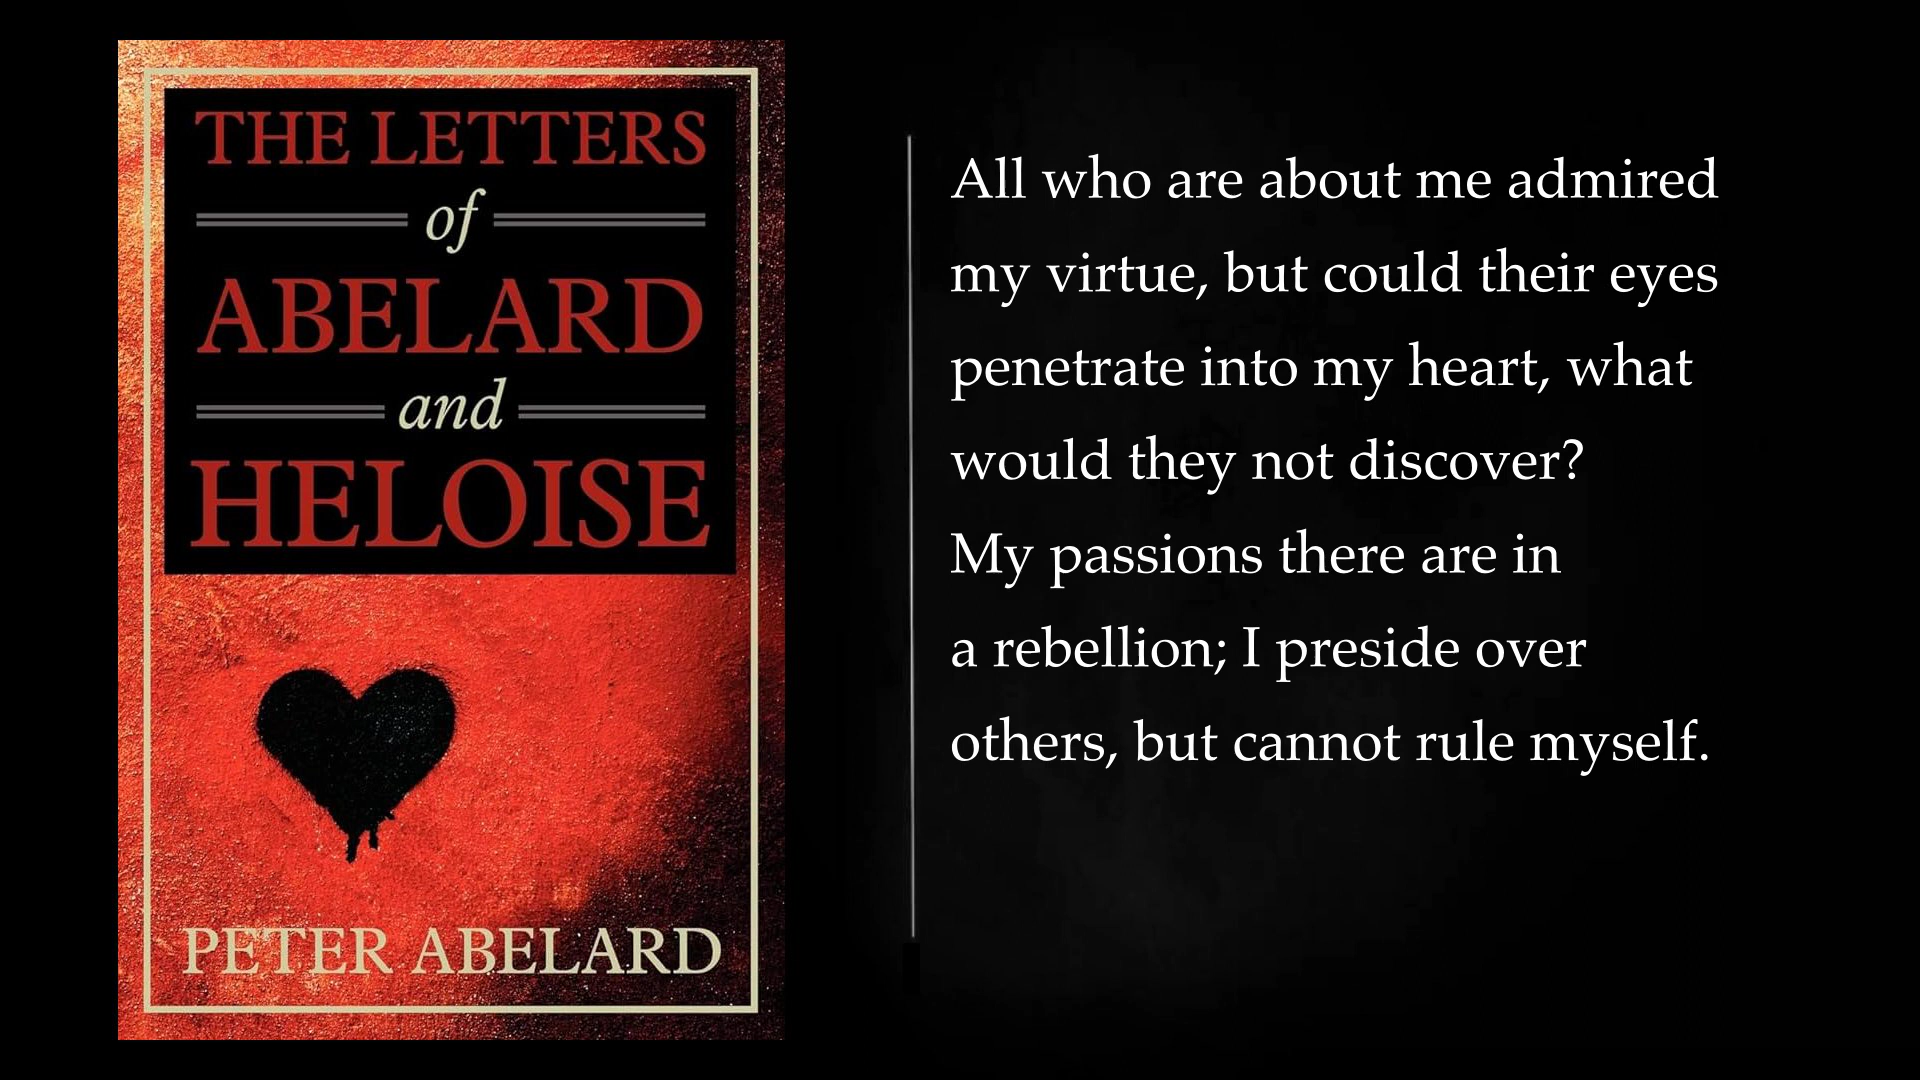 THE LETTERS
of
ABELARD
and
HELOISE
PETER ABELARD
All who are about me admired
my virtue, but could their eyes
penetrate into my heart, what
would they not discover?
My passions there are in
a rebellion; I preside over
others, but cannot rule myself.